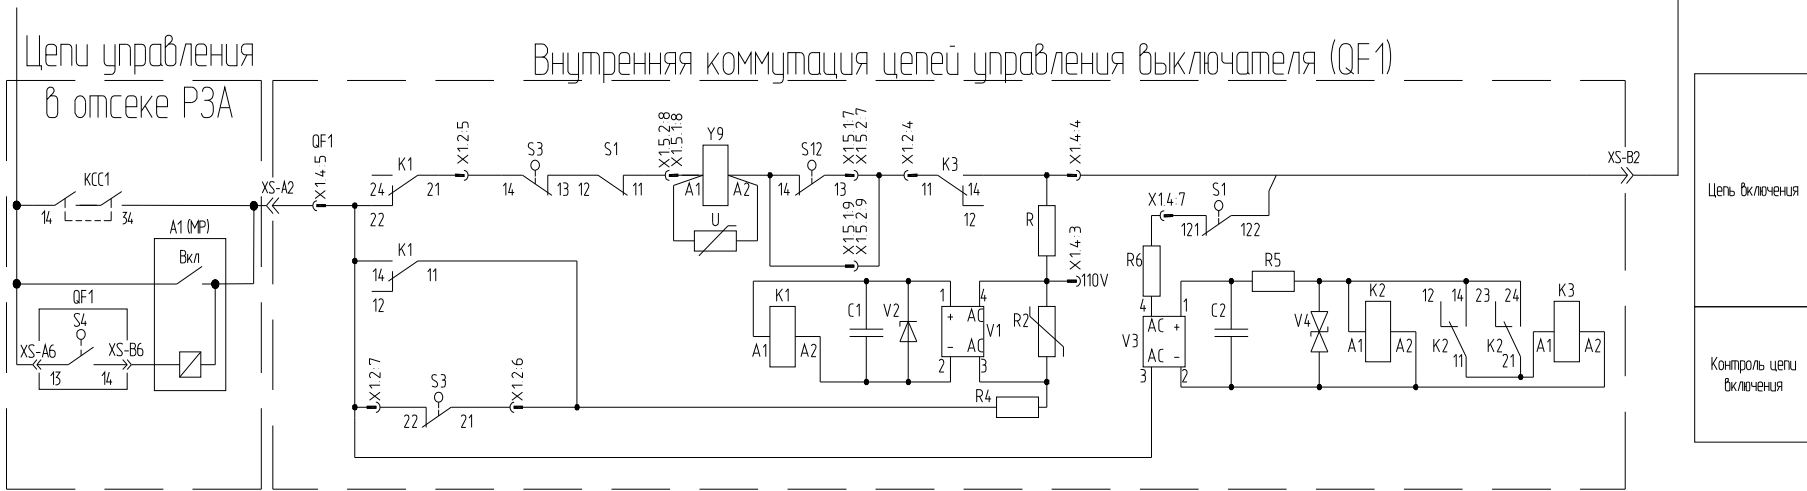 Цепи управления
в отсеке РЗА
Внутренняя коммутация цепей управления выключателя (QF1)
КСС1
14
34
А1 (МР)
Вкл
QF1
S4
XS-A6
XS-B6
13
14
XS-A2
X1.4:5
QF1
K1
24
21
22
X1.2:5
S3
14
13
S1
12
11
X1.5.2:8
X1.5.1:8
Y9
A1
A2
U
S12
14
13
X1.5.1:7
X1.5.2:7
X1.5.1:9
X1.5.2:9
X1.2:4
K3
11
14
12
X1.4:4
R
X1.4:3
110V
XS-B2
X1.4:7
S1
121
122
K1
14
11
12
X1.2:7
S3
22
21
X1.2:6
K1
A1
A2
C1
V2
1
4
+
AC
-
AC
V1
2
3
R2
R4
R6
4
1
AC +
AC -
V3
3
2
C2
R5
V4
K2
A1
A2
12
14
K2
11
23
24
K2
21
K3
A1
A2
Цепь включения
Контроль цепи
включения